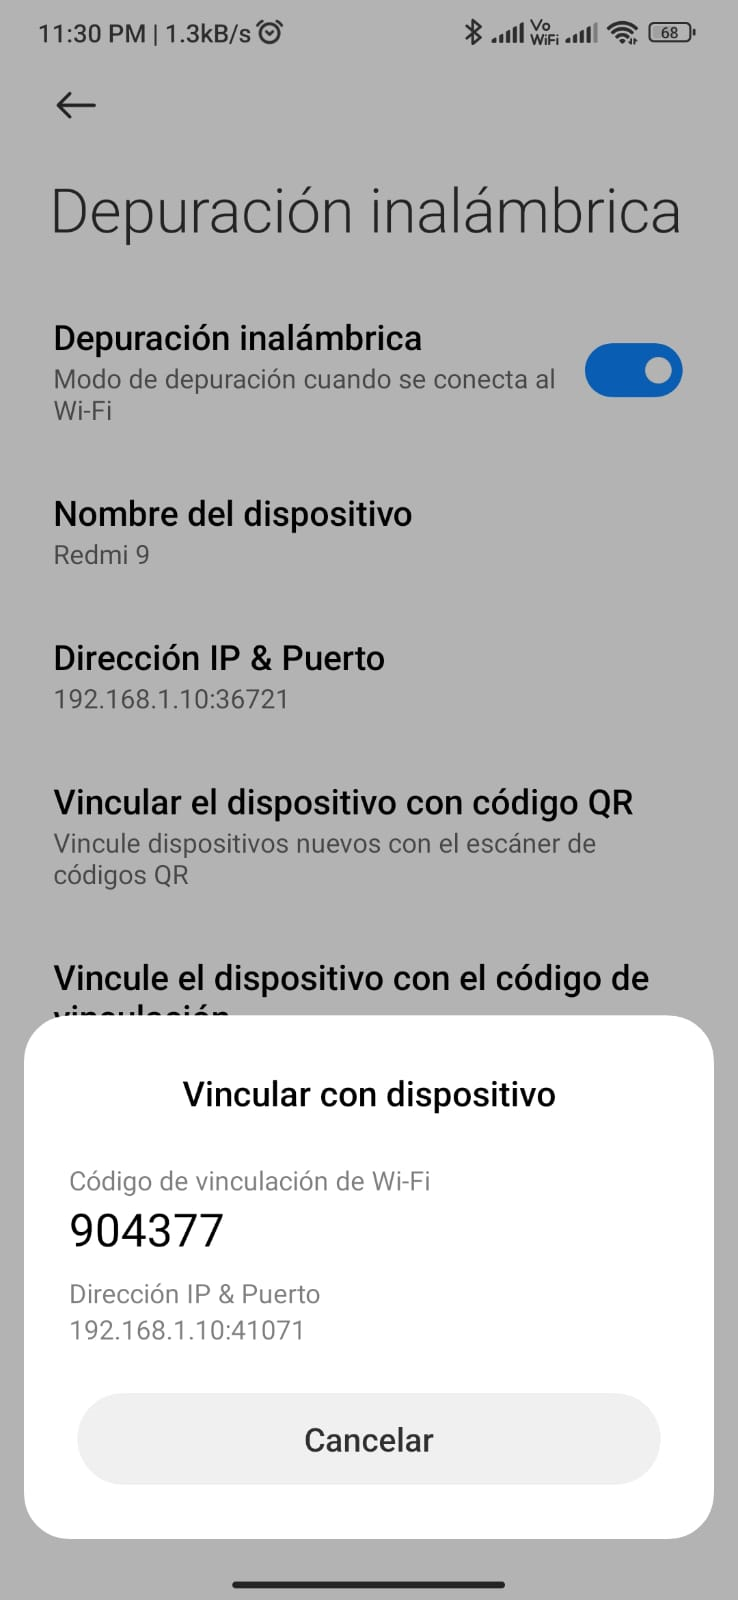 11:30 PM | 1.3kB/s
Vo
WiFi
68
Depuración inalámbrica
Depuración inalámbrica
Modo de depuración cuando se conecta al
Wi-Fi
Nombre del dispositivo
Redmi 9
Dirección IP & Puerto
192.168.1.10:36721
Vincular el dispositivo con código QR
Vincule dispositivos nuevos con el escáner de
códigos QR
Vincule el dispositivo con el código de
vinculación
Vincular con dispositivo
Código de vinculación de Wi-Fi
904377
Dirección IP & Puerto
192.168.1.10:41071
Cancelar